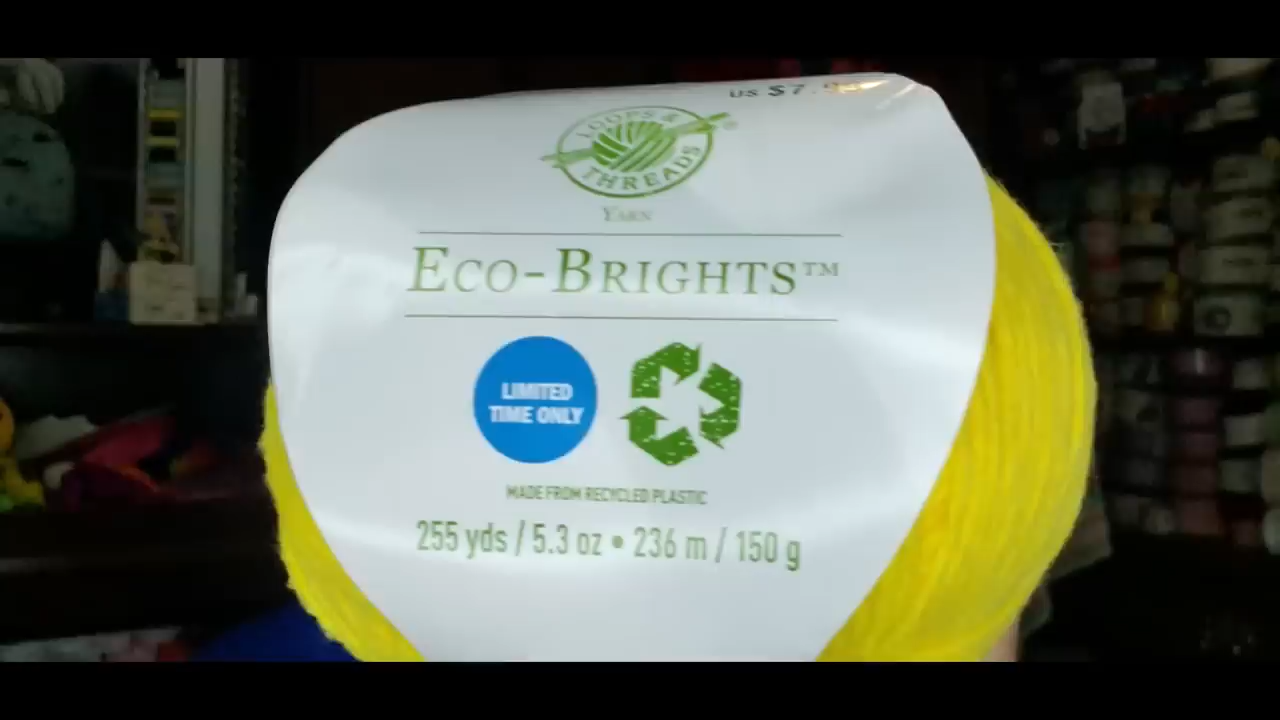 US $7.
LOOPS &
THREADS
YARN
ECO-BRIGHTS™
LIMITED
TIME ONLY
MADE FROM RECYCLED PLASTIC
255 yds / 5.3 oz • 236 m / 150 g